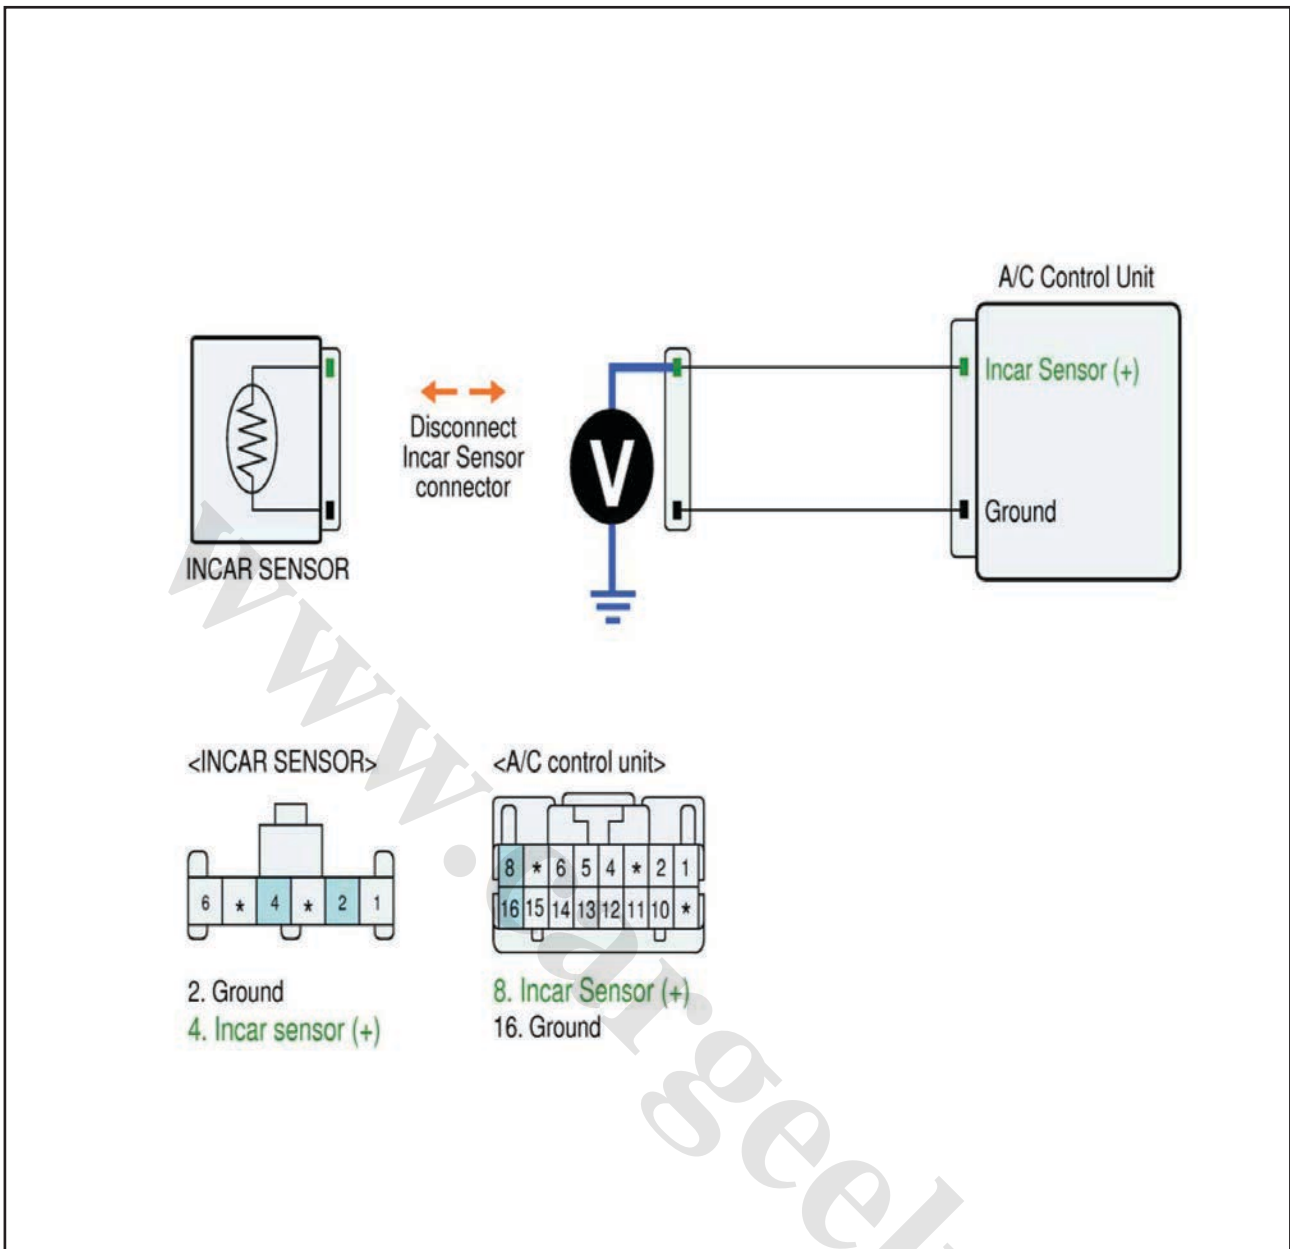 A/C Control Unit
Incar Sensor (+)
Disconnect
Incar Sensor
connector
V
Ground
INCAR SENSOR
<INCAR SENSOR>
<A/C control unit>
8 * 6 5 4 * 2 1
6 * 4 * 2 1
16 15 14 13 12 11 10 *
2. Ground
4. Incar sensor (+)
8. Incar Sensor (+)
16. Ground
www.cargeek